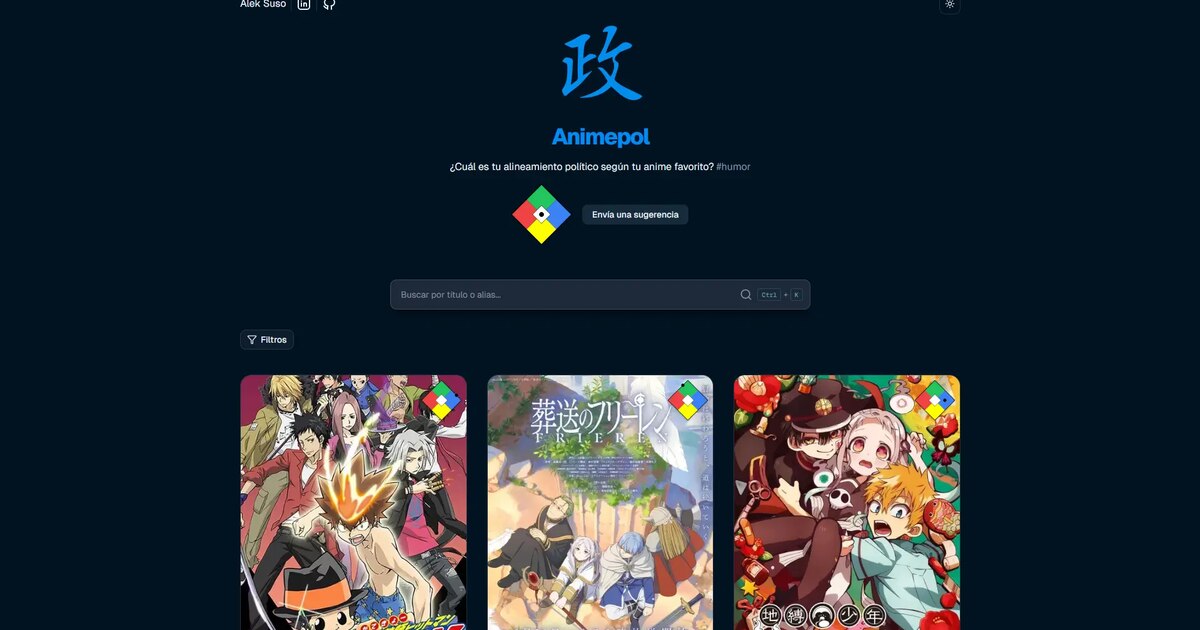 Alek Suso
政
Animepol
¿Cuál es tu alineamiento político según tu anime favorito? #humor
Envía una sugerencia
Buscar por título o alias...
Ctrl + K
Filtros
葬送のフリーレン
FRIEREN
地縛少年